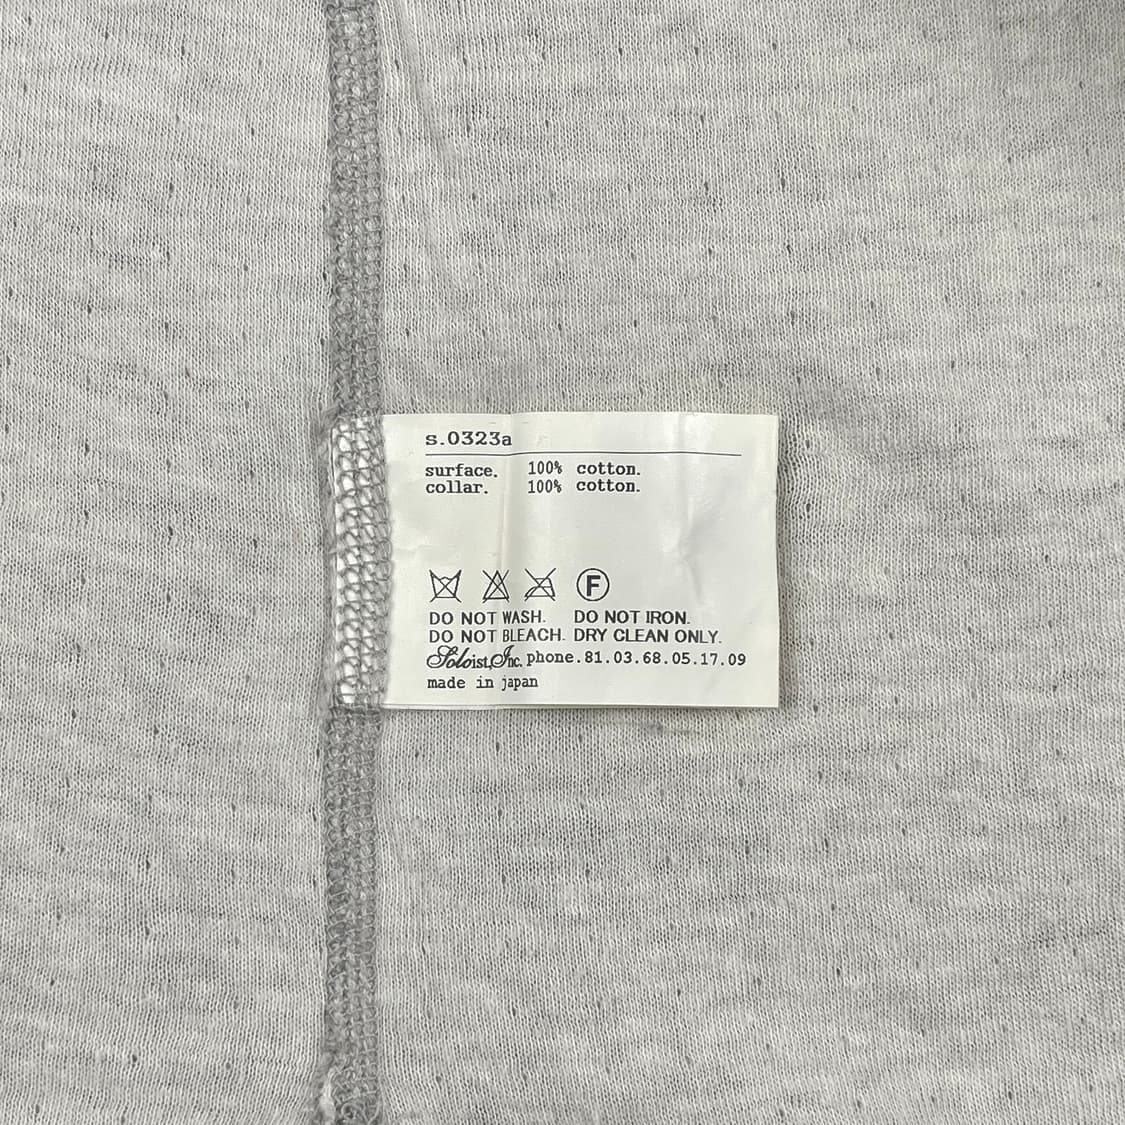 s.0323a
surface. 100% cotton.
collar. 100% cotton.
F
DO NOT WASH. DO NOT IRON.
DO NOT BLEACH. DRY CLEAN ONLY.
Soloist, Inc. phone.81.03.68.05.17.09
made in japan